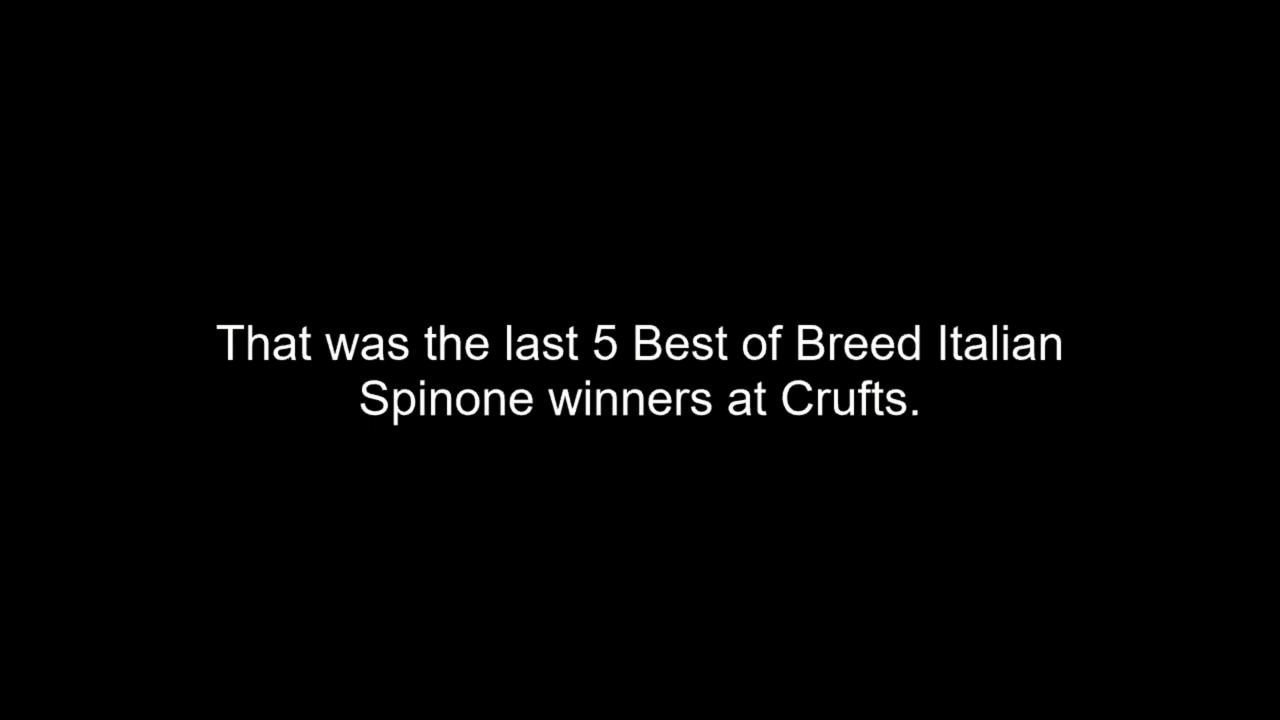 That was the last 5 Best of Breed Italian
Spinone winners at Crufts.